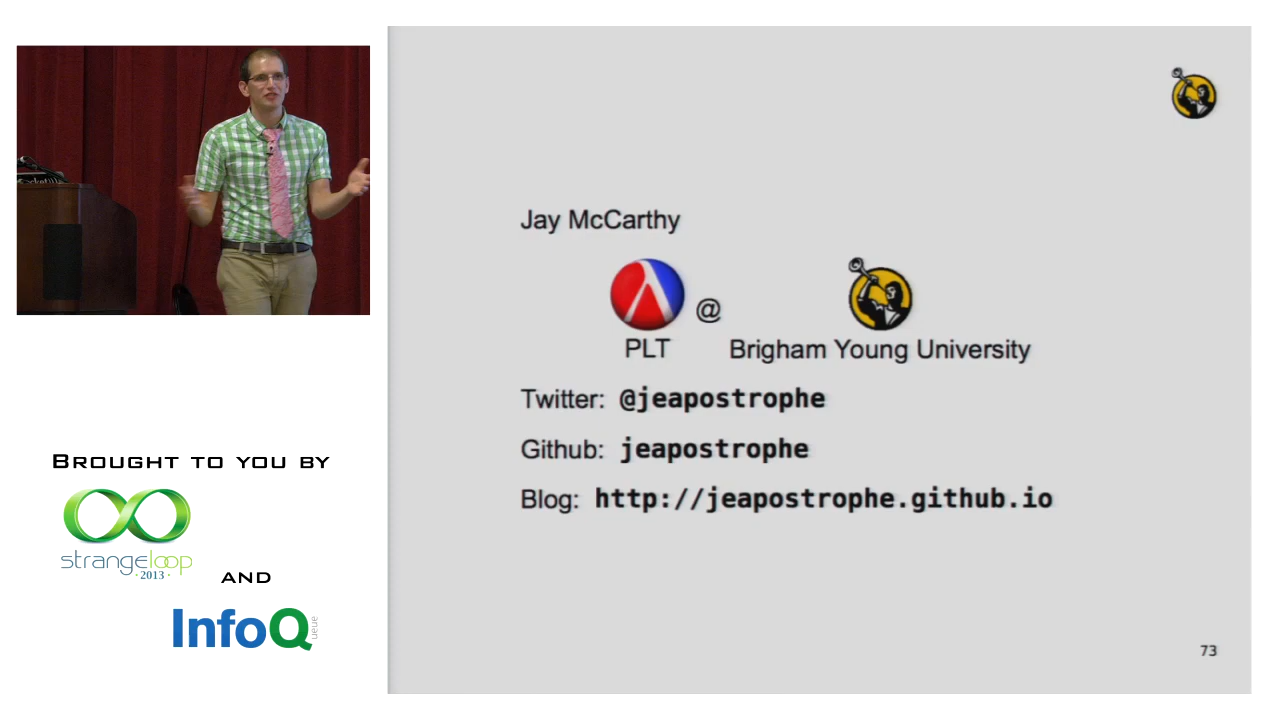 Jay McCarthy
@
PLT Brigham Young University
Twitter: @jeapostrophe
Github: jeapostrophe
Blog: http://jeapostrophe.github.io
73
BROUGHT TO YOU BY
strangeloop
·2013·
AND
InfoQ
ueue